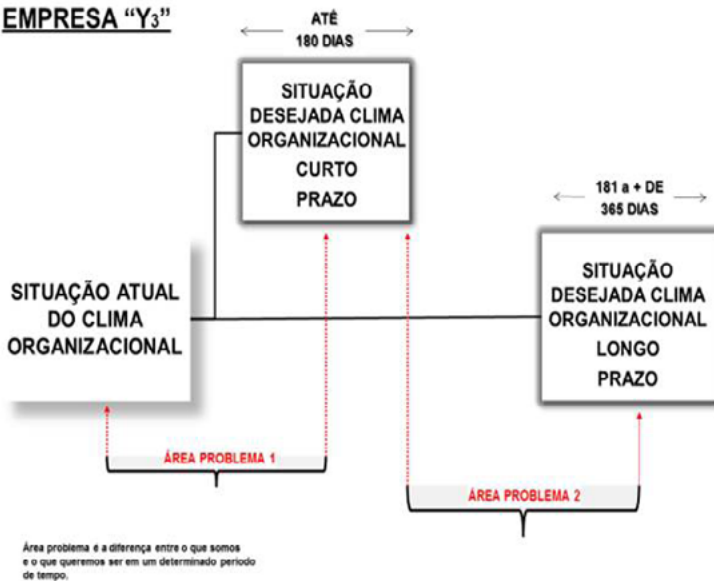 EMPRESA “Y₃”
ATÉ
180 DIAS
SITUAÇÃO
DESEJADA CLIMA
ORGANIZACIONAL
CURTO
PRAZO
181 a + DE
365 DIAS
SITUAÇÃO
DESEJADA CLIMA
ORGANIZACIONAL
LONGO
PRAZO
SITUAÇÃO ATUAL
DO CLIMA
ORGANIZACIONAL
ÁREA PROBLEMA 1
ÁREA PROBLEMA 2
Área problema é a diferença entre o que somos
e o que queremos ser em um determinado período
de tempo.